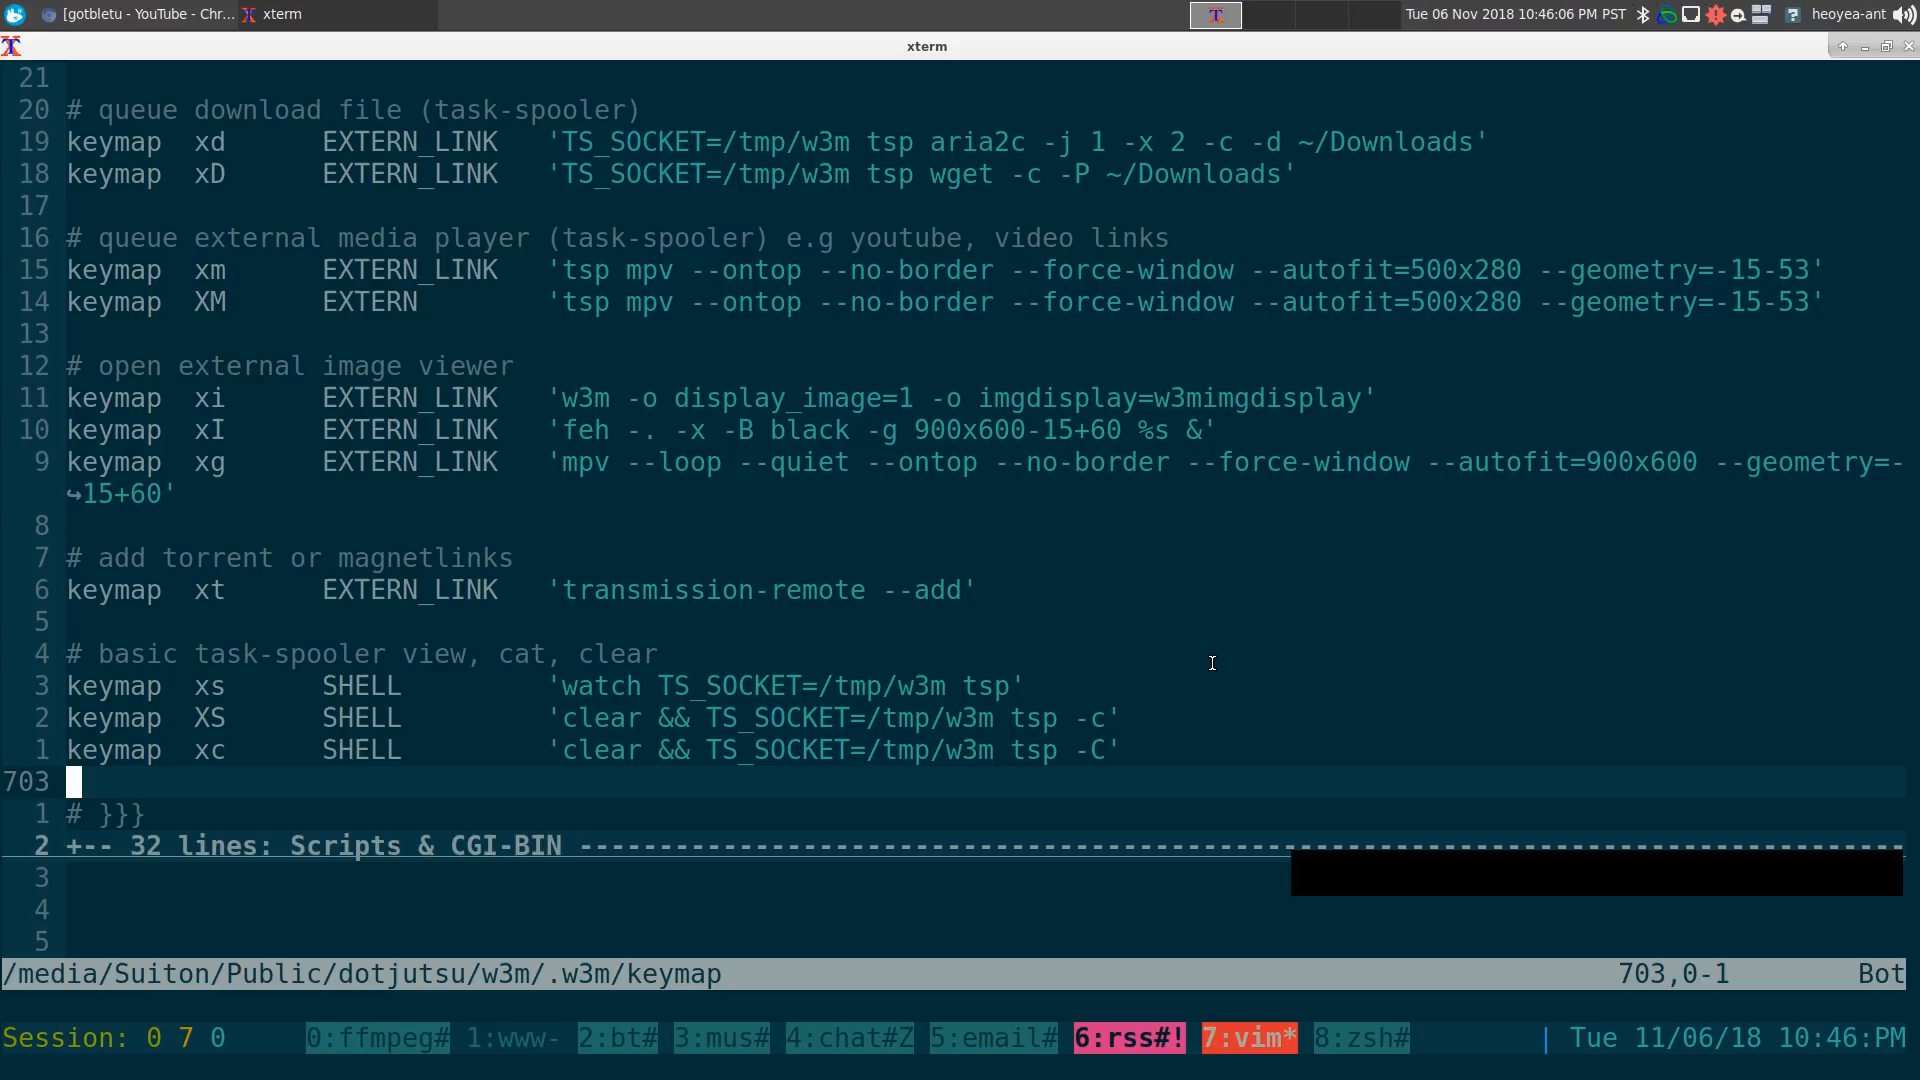 [gotbletu - YouTube - Chr... xterm Tue 06 Nov 2018 10:46:06 PM PST heoyea-ant
xterm
21
20 # queue download file (task-spooler)
19 keymap xd EXTERN_LINK 'TS_SOCKET=/tmp/w3m tsp aria2c -j 1 -x 2 -c -d ~/Downloads'
18 keymap xD EXTERN_LINK 'TS_SOCKET=/tmp/w3m tsp wget -c -P ~/Downloads'
17
16 # queue external media player (task-spooler) e.g youtube, video links
15 keymap xm EXTERN_LINK 'tsp mpv --ontop --no-border --force-window --autofit=500x280 --geometry=-15-53'
14 keymap XM EXTERN 'tsp mpv --ontop --no-border --force-window --autofit=500x280 --geometry=-15-53'
13
12 # open external image viewer
11 keymap xi EXTERN_LINK 'w3m -o display_image=1 -o imgdisplay=w3mimgdisplay'
10 keymap xI EXTERN_LINK 'feh -. -x -B black -g 900x600-15+60 %s &'
9 keymap xg EXTERN_LINK 'mpv --loop --quiet --ontop --no-border --force-window --autofit=900x600 --geometry=-
↪15+60'
8
7 # add torrent or magnetlinks
6 keymap xt EXTERN_LINK 'transmission-remote --add'
5
4 # basic task-spooler view, cat, clear
3 keymap xs SHELL 'watch TS_SOCKET=/tmp/w3m tsp'
2 keymap XS SHELL 'clear && TS_SOCKET=/tmp/w3m tsp -c'
1 keymap xc SHELL 'clear && TS_SOCKET=/tmp/w3m tsp -C'
703
1 # }}}
2 +-- 32 lines: Scripts & CGI-BIN -----------------------------------------------------------------------------------
3
4
5
/media/Suiton/Public/dotjutsu/w3m/.w3m/keymap 703,0-1 Bot
Session: 0 7 0 0:ffmpeg# 1:www- 2:bt# 3:mus# 4:chat#Z 5:email# 6:rss#! 7:vim* 8:zsh# | Tue 11/06/18 10:46:PM